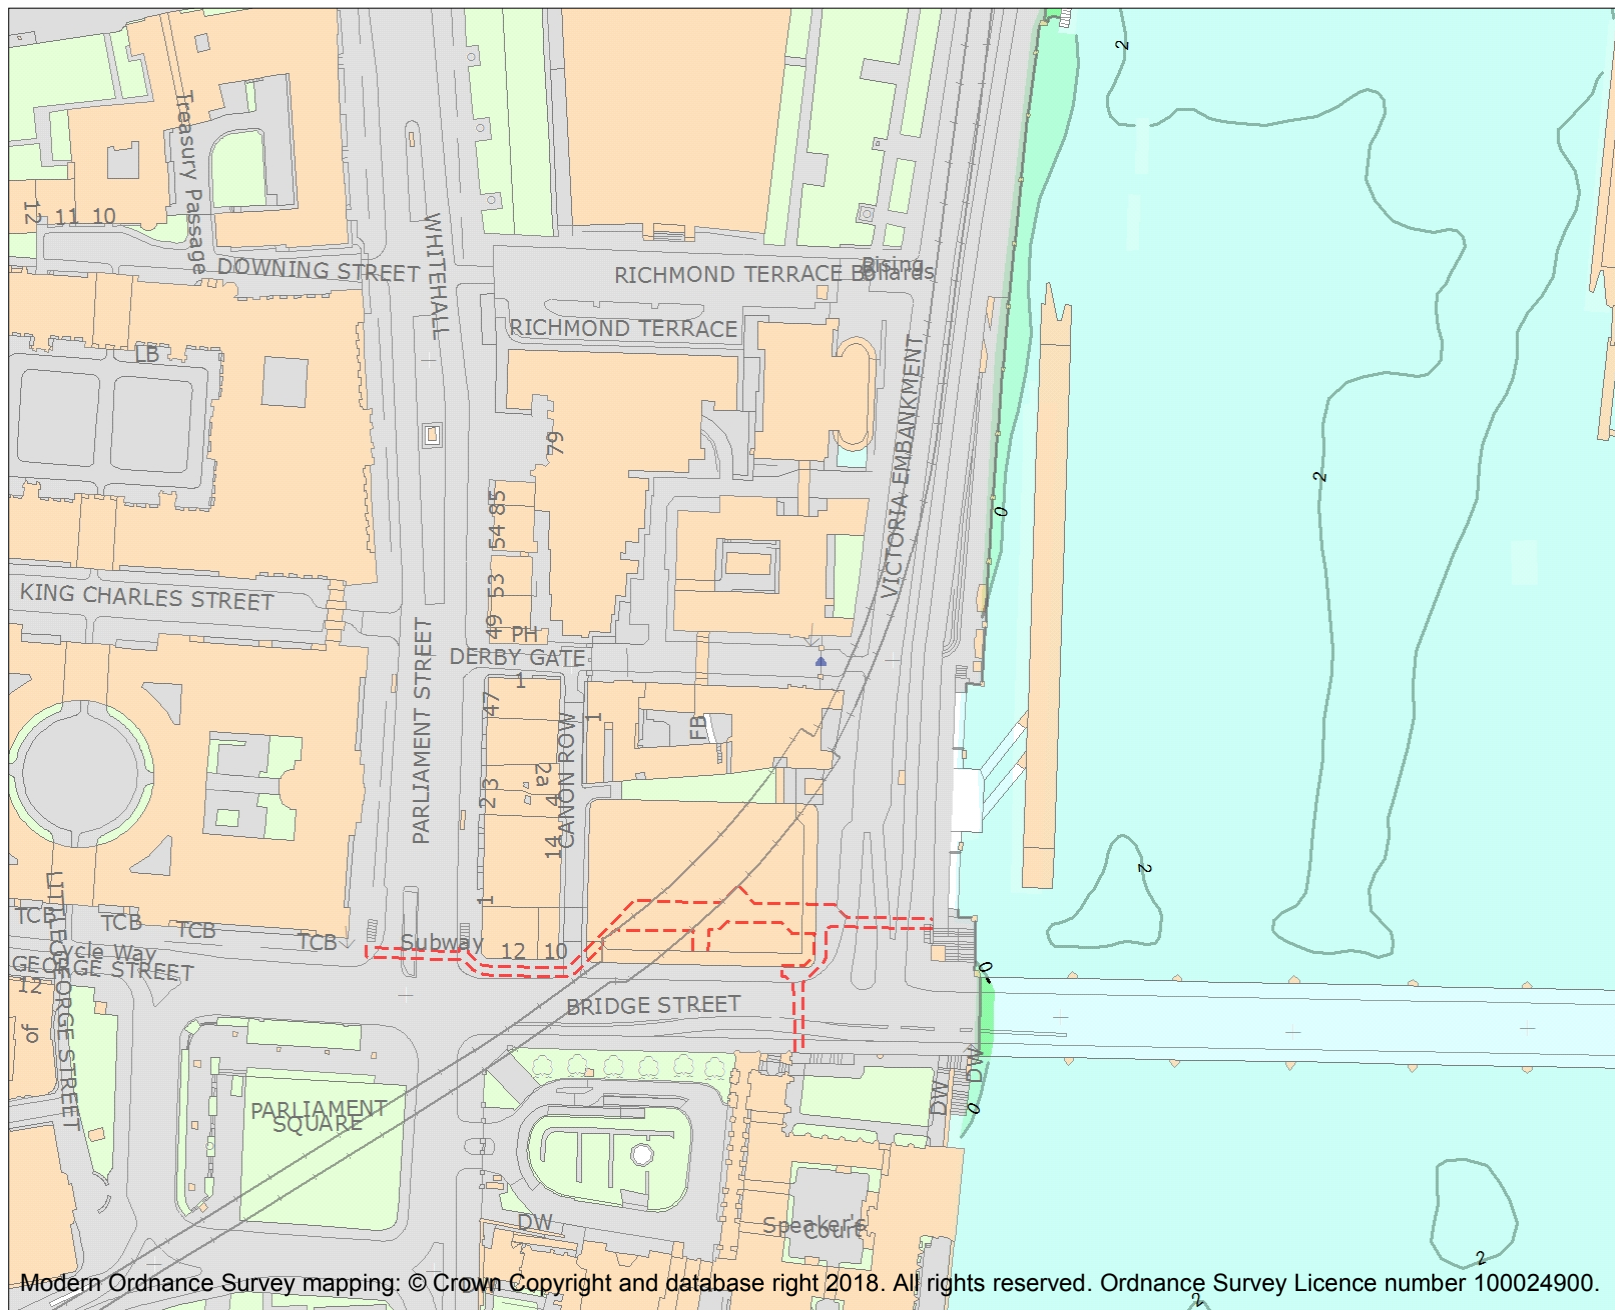 2
Treasury Passage
12
11 10
WHITEHALL
DOWNING STREET
RICHMOND TERRACE
Rising
Bollards
RICHMOND TERRACE
LB
VICTORIA EMBANKMENT
79
85
54
2
0
53
KING CHARLES STREET
49
PH
DERBY GATE
PARLIAMENT STREET
1
47
1
FB
CANON ROW
2a
3
2
4
14
2
1
TCB
TCB
TCB
TCB
Subway
12 10
Cycle Way
GEORGE STREET
LITTLE GEORGE STREET
12
0
BRIDGE STREET
of
DW
DW
0
PARLIAMENT
SQUARE
DW
Speaker's
Court
2
Modern Ordnance Survey mapping: © Crown Copyright and database right 2018. All rights reserved. Ordnance Survey Licence number 100024900.
2